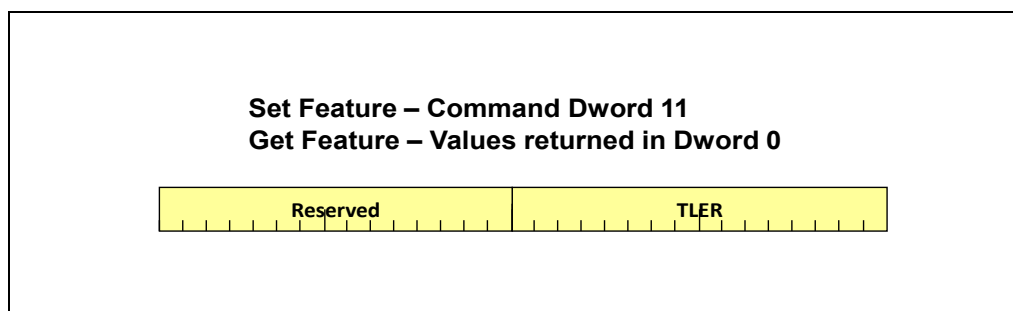 Set Feature – Command Dword 11
Get Feature – Values returned in Dword 0
Reserved TLER